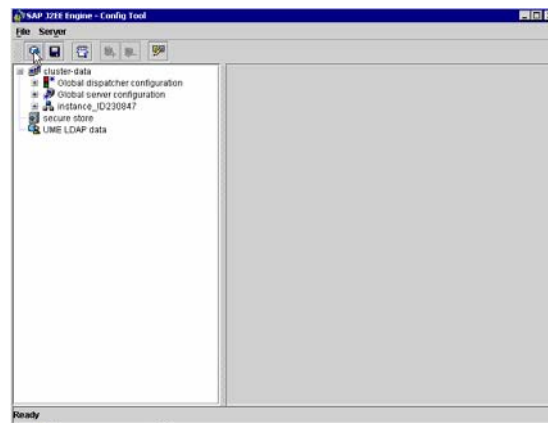 SAP J2EE Engine - Config Tool
File Server
cluster-data
Global dispatcher configuration
Global server configuration
instance_ID230847
secure store
UME LDAP data
Ready